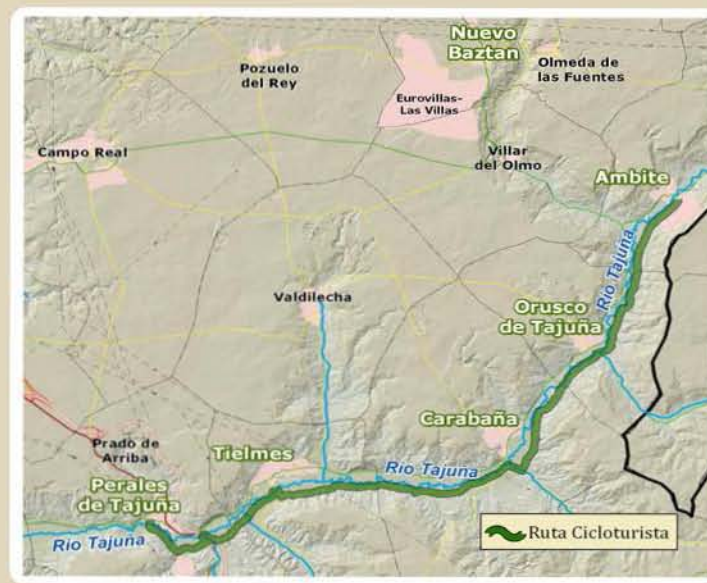 Nuevo
Baztan
Pozuelo
del Rey
Olmeda de
las Fuentes
Eurovillas-
Las Villas
Campo Real
Villar
del Olmo
Ambite
Río Tajuña
Valdilecha
Orusco
de Tajuña
Carabaña
Prado de
Arriba
Tielmes
Río Tajuña
Perales
de Tajuña
Río Tajuña
Ruta Cicloturista